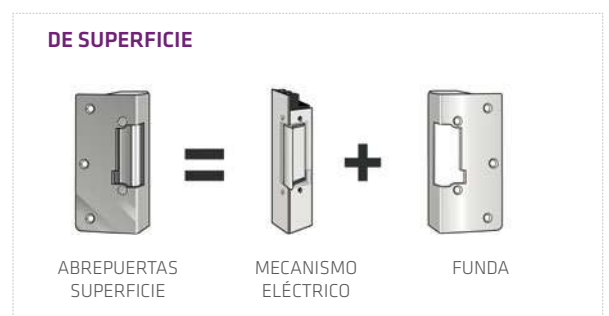 DE SUPERFICIE
ABREPUERTAS
SUPERFICIE
MECANISMO
ELÉCTRICO
FUNDA